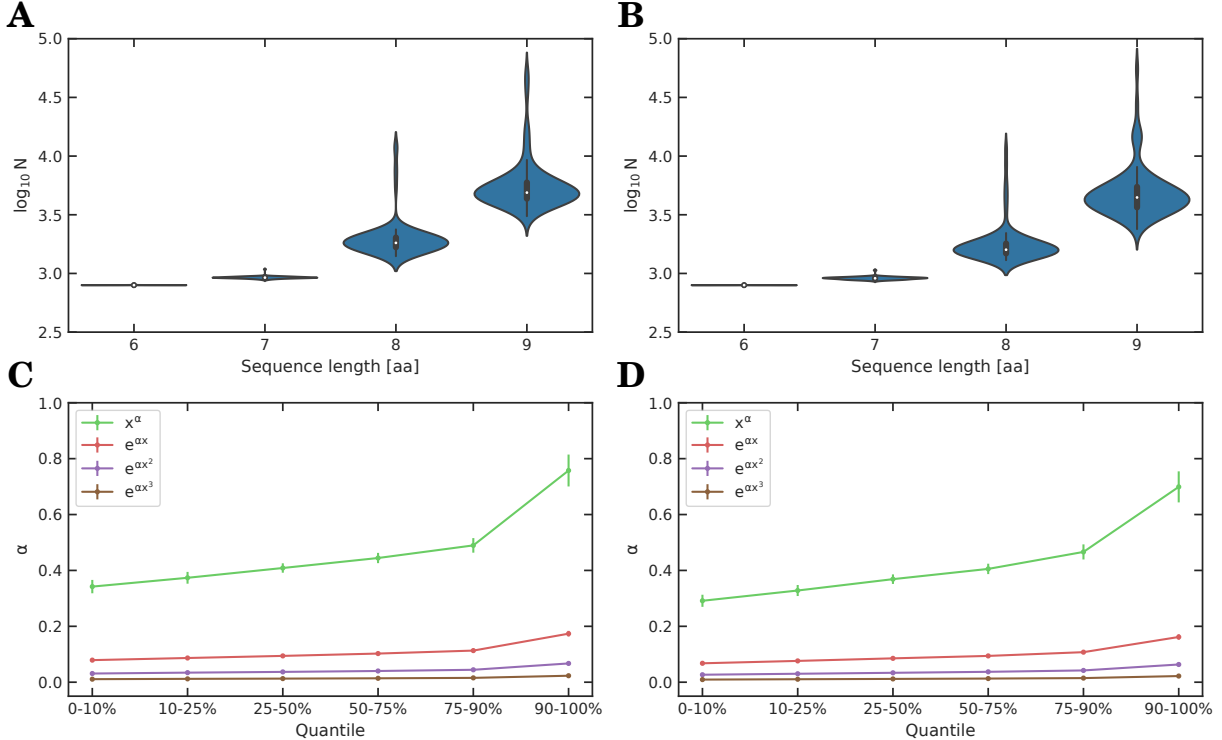 A
5.0
4.5
4.0
3.5
3.0
2.5
log₁₀ N
6 7 8 9
Sequence length [aa]
B
5.0
4.5
4.0
3.5
3.0
2.5
log₁₀ N
6 7 8 9
Sequence length [aa]
C
1.0
0.8
0.6
0.4
0.2
0.0
α
x^α
e^αx
e^αx²
e^αx³
0-10% 10-25% 25-50% 50-75% 75-90% 90-100%
Quantile
D
1.0
0.8
0.6
0.4
0.2
0.0
α
x^α
e^αx
e^αx²
e^αx³
0-10% 10-25% 25-50% 50-75% 75-90% 90-100%
Quantile